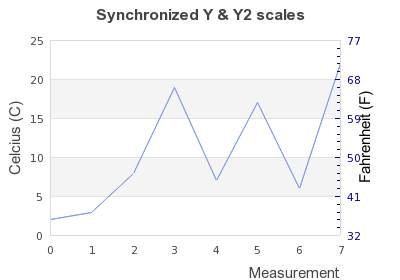 Synchronized Y & Y2 scales
25
20
15
10
5
0
Celcius (C)
77
68
59
50
41
32
Fahrenheit (F)
0 1 2 3 4 5 6 7
Measurement